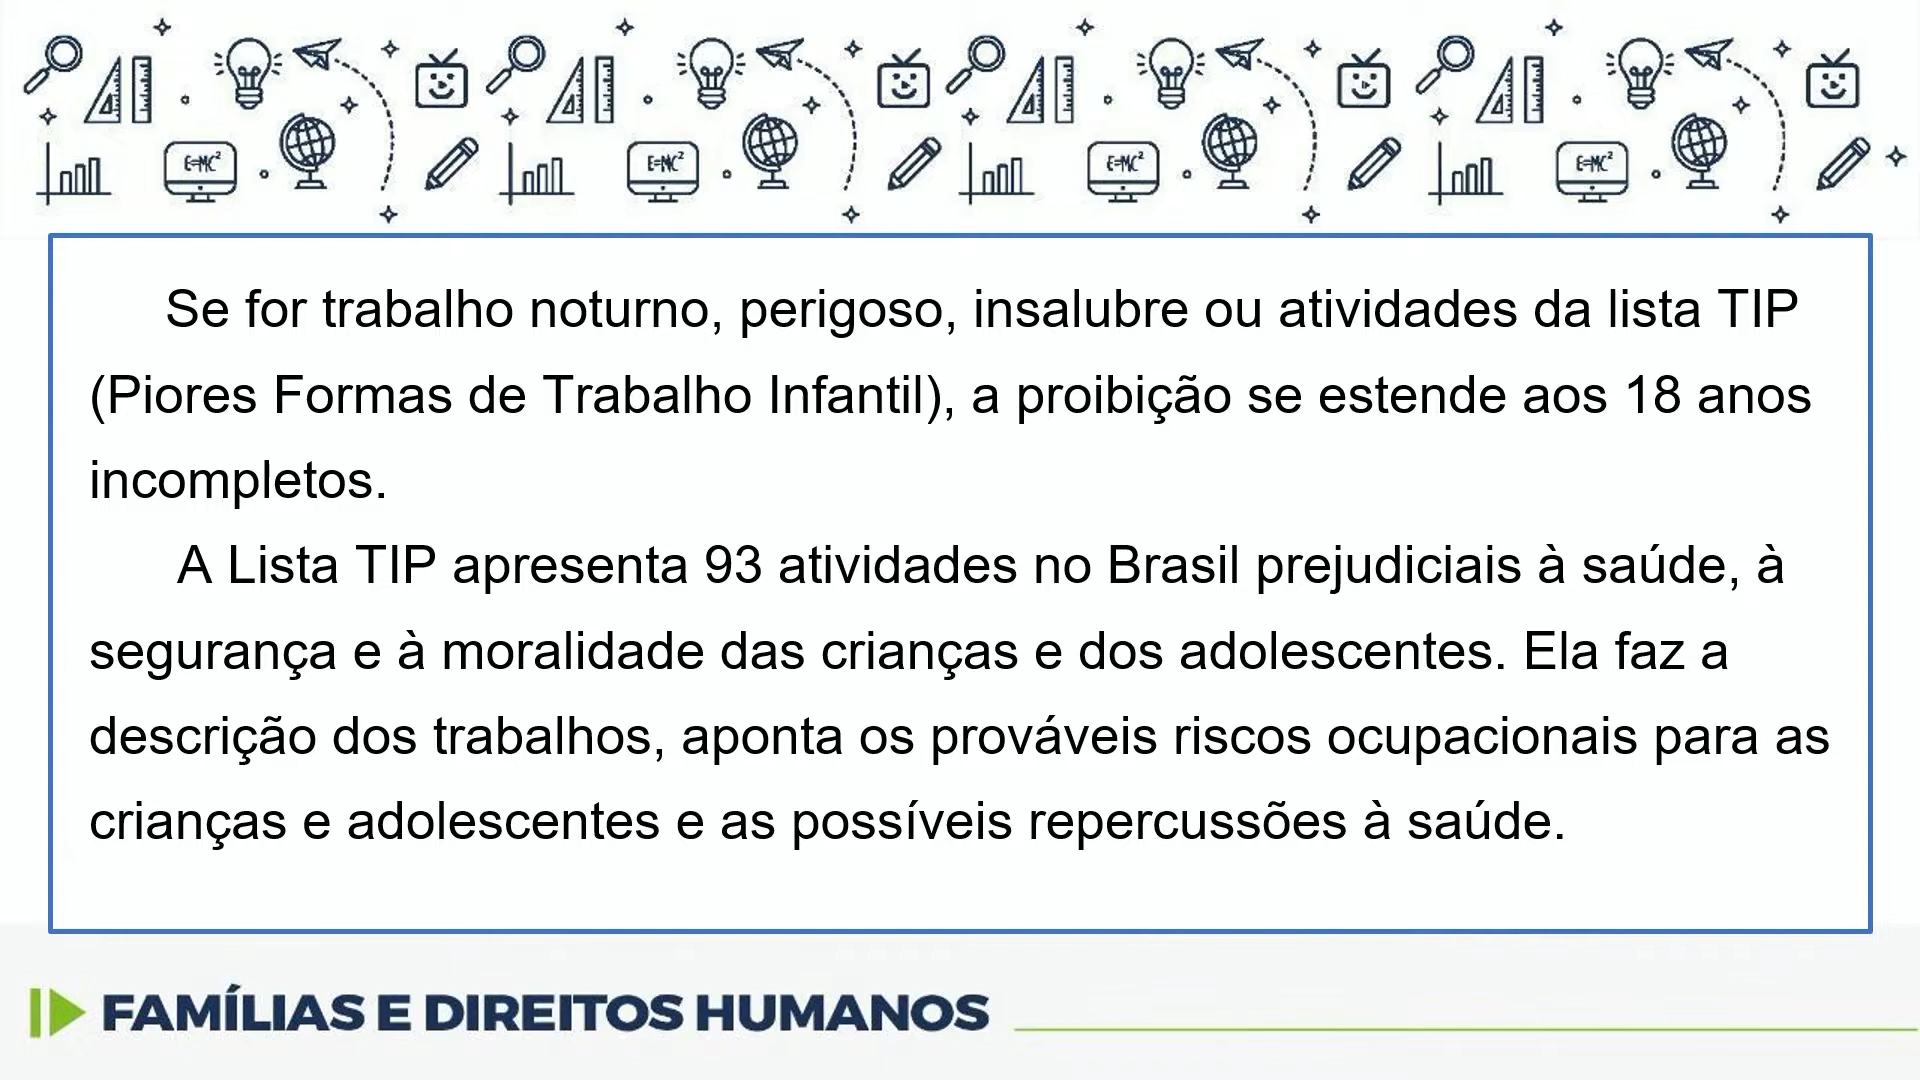 E=MC² E=MC² E=MC² E=MC²
Se for trabalho noturno, perigoso, insalubre ou atividades da lista TIP
(Piores Formas de Trabalho Infantil), a proibição se estende aos 18 anos
incompletos.
A Lista TIP apresenta 93 atividades no Brasil prejudiciais à saúde, à
segurança e à moralidade das crianças e dos adolescentes. Ela faz a
descrição dos trabalhos, aponta os prováveis riscos ocupacionais para as
crianças e adolescentes e as possíveis repercussões à saúde.
FAMÍLIAS E DIREITOS HUMANOS